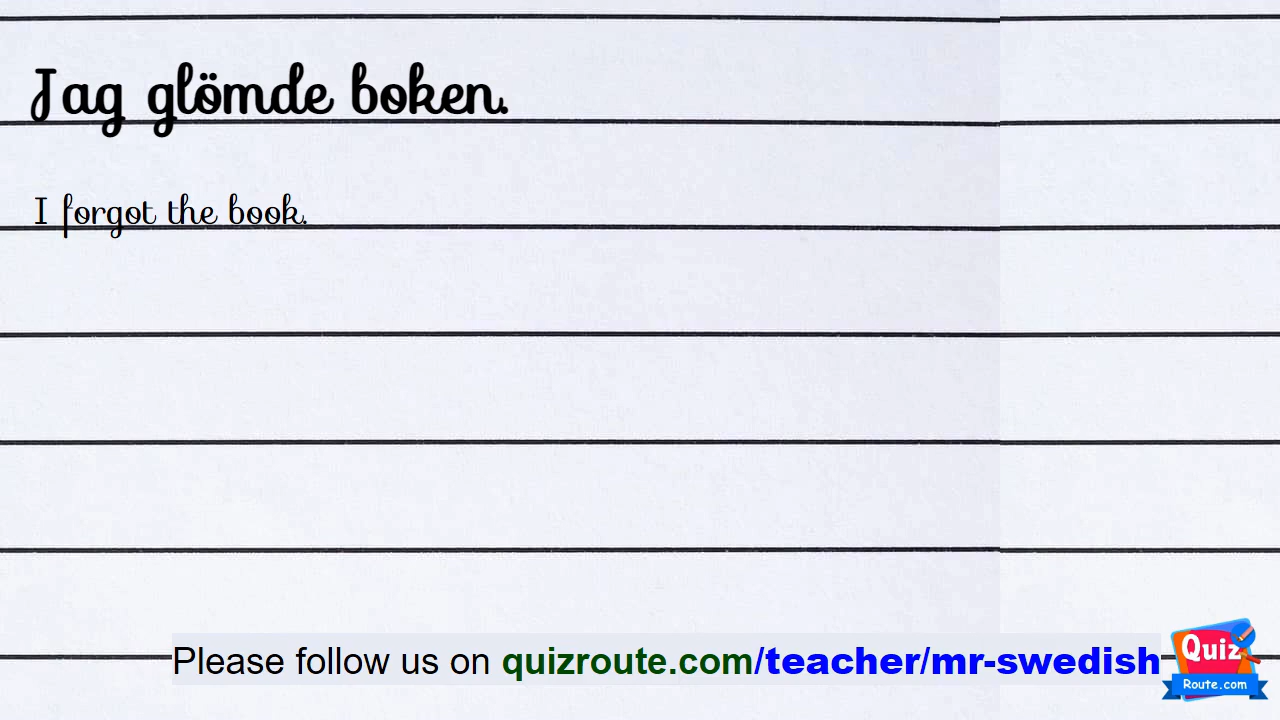 Jag glömde boken.
I forgot the book.
Please follow us on quizroute.com/teacher/mr-swedish
Quiz
Route.com